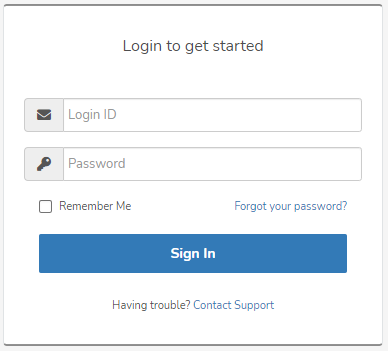 Login to get started
Login ID
Password
Remember Me Forgot your password?
Sign In
Having trouble? Contact Support